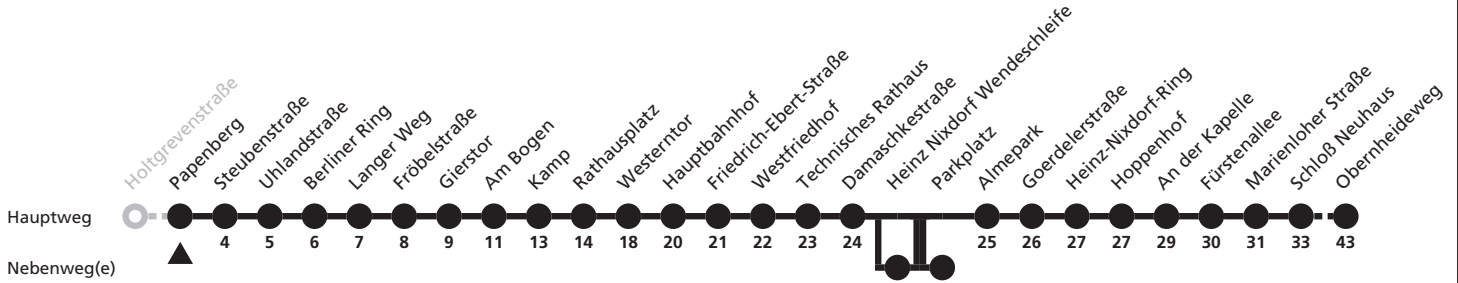 Holtgrevenstraße
Papenberg
Steubenstraße
Uhlandstraße
Berliner Ring
Langer Weg
Fröbelstraße
Gierstor
Am Bogen
Kamp
Rathausplatz
Westerntor
Hauptbahnhof
Friedrich-Ebert-Straße
Westfriedhof
Technisches Rathaus
Damaschkestraße
Heinz Nixdorf Wendeschleife
Parkplatz
Almepark
Goerdelerstraße
Heinz-Nixdorf-Ring
Hoppenhof
An der Kapelle
Fürstenallee
Marienloher Straße
Schloß Neuhaus
Obernheideweg
Hauptweg
4 5 6 7 8 9 11 13 14 18 20 21 22 23 24 25 26 27 27 29 30 31 33 43
Nebenweg(e)